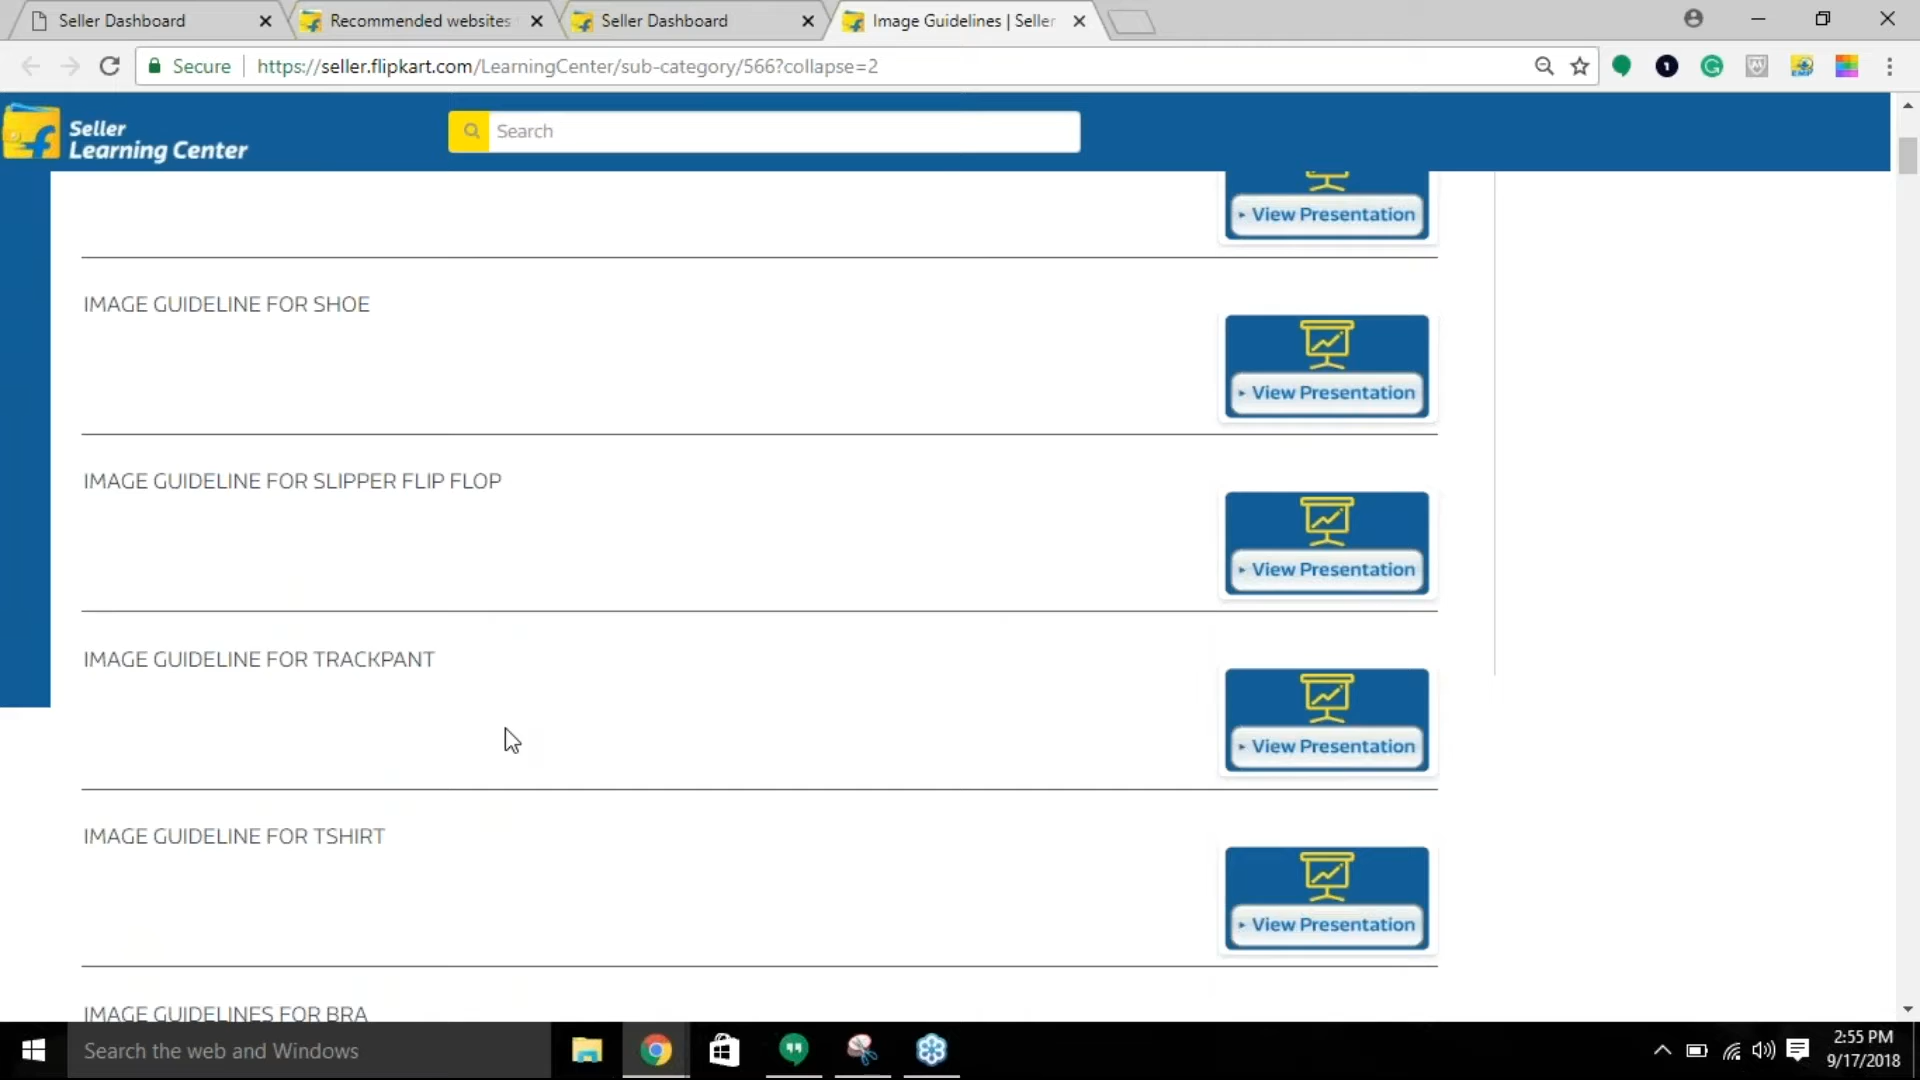 Seller Dashboard
Recommended websites
Seller Dashboard
Image Guidelines | Seller
Secure
https://seller.flipkart.com/LearningCenter/sub-category/566?collapse=2
Seller
Learning Center
Search
View Presentation
IMAGE GUIDELINE FOR SHOE
View Presentation
IMAGE GUIDELINE FOR SLIPPER FLIP FLOP
View Presentation
IMAGE GUIDELINE FOR TRACKPANT
View Presentation
IMAGE GUIDELINE FOR TSHIRT
View Presentation
IMAGE GUIDELINES FOR BRA
Search the web and Windows
2:55 PM
9/17/2018